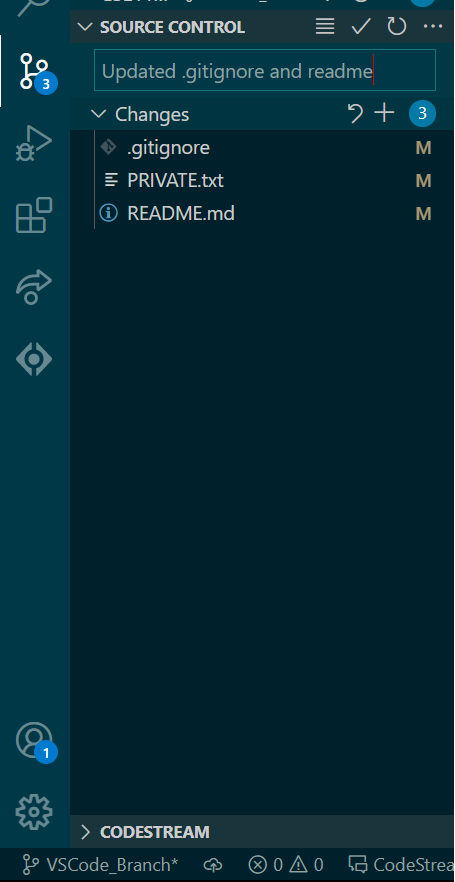 SOURCE CONTROL
3
Updated .gitignore and readme
Changes 3
.gitignore M
PRIVATE.txt M
README.md M
1
CODESTREAM
VSCode_Branch* 0 0 CodeStrea